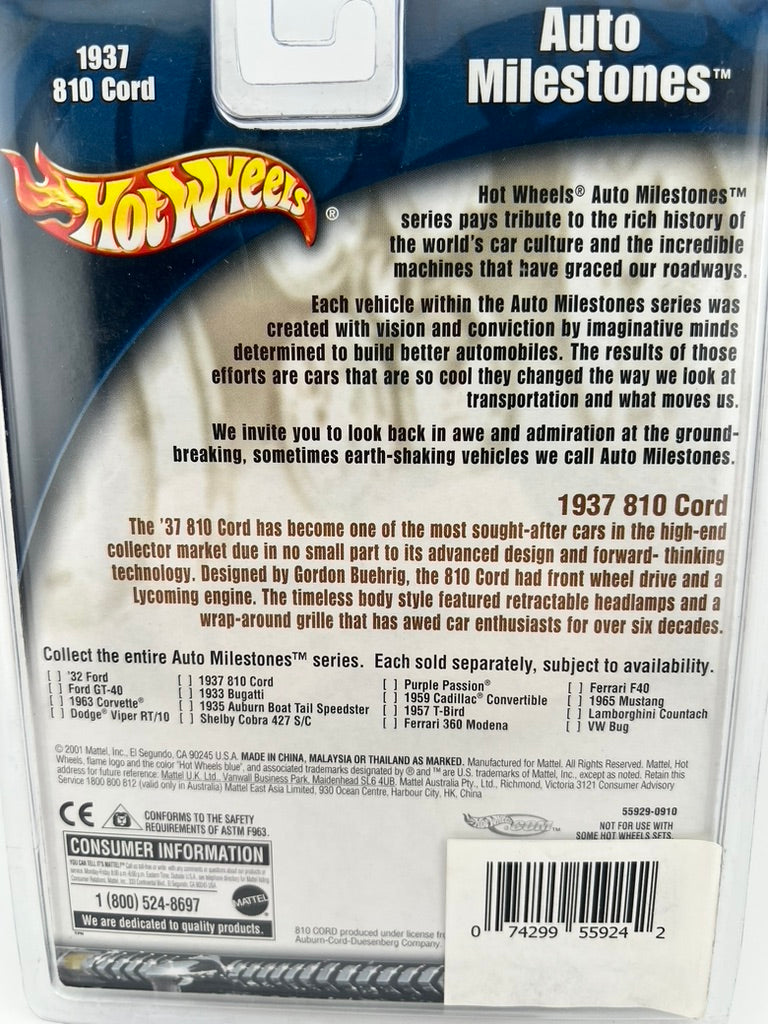 1937
810 Cord
Auto
Milestones™
Hot Wheels®
Hot Wheels® Auto Milestones™
series pays tribute to the rich history of
the world's car culture and the incredible
machines that have graced our roadways.
Each vehicle within the Auto Milestones series was
created with vision and conviction by imaginative minds
determined to build better automobiles. The results of those
efforts are cars that are so cool they changed the way we look at
transportation and what moves us.
We invite you to look back in awe and admiration at the ground-
breaking, sometimes earth-shaking vehicles we call Auto Milestones.
1937 810 Cord
The '37 810 Cord has become one of the most sought-after cars in the high-end
collector market due in no small part to its advanced design and forward- thinking
technology. Designed by Gordon Buehrig, the 810 Cord had front wheel drive and a
Lycoming engine. The timeless body style featured retractable headlamps and a
wrap-around grille that has awed car enthusiasts for over six decades.
Collect the entire Auto Milestones™ series. Each sold separately, subject to availability.
[ ] '32 Ford
[ ] Ford GT-40
[ ] 1963 Corvette®
[ ] Dodge® Viper RT/10
[ ] 1937 810 Cord
[ ] 1933 Bugatti
[ ] 1935 Auburn Boat Tail Speedster
[ ] Shelby Cobra 427 S/C
[ ] Purple Passion®
[ ] 1959 Cadillac® Convertible
[ ] 1957 T-Bird
[ ] Ferrari 360 Modena
[ ] Ferrari F40
[ ] 1965 Mustang
[ ] Lamborghini Countach
[ ] VW Bug
© 2001 Mattel, Inc., El Segundo, CA 90245 U.S.A. MADE IN CHINA, MALAYSIA OR THAILAND AS MARKED. Manufactured for Mattel. All Rights Reserved. Mattel, Hot
Wheels, flame logo and the color 'Hot Wheels blue', and associated trademarks designated by ® and ™ are U.S. trademarks of Mattel, Inc., except as noted. Retain this
address for future reference: Mattel U.K. Ltd., Vanwall Business Park, Maidenhead SL6 4UB. Mattel Australia Pty., Ltd., Richmond, Victoria 3121 Consumer Advisory
Service 1800 800 812 (valid only in Australia) Mattel East Asia Limited, 930 Ocean Centre, Harbour City, HK, China
CE
CONFORMS TO THE SAFETY
REQUIREMENTS OF ASTM F963.
55929-0910
NOT FOR USE WITH
SOME HOT WHEELS SETS.
CONSUMER INFORMATION
YOU CAN TELL IT'S MATTEL!®
1 (800) 524-8697
MATTEL
We are dedicated to quality products.
810 CORD produced under license
Auburn-Cord-Duesenberg Company.
0 74299 55924 2